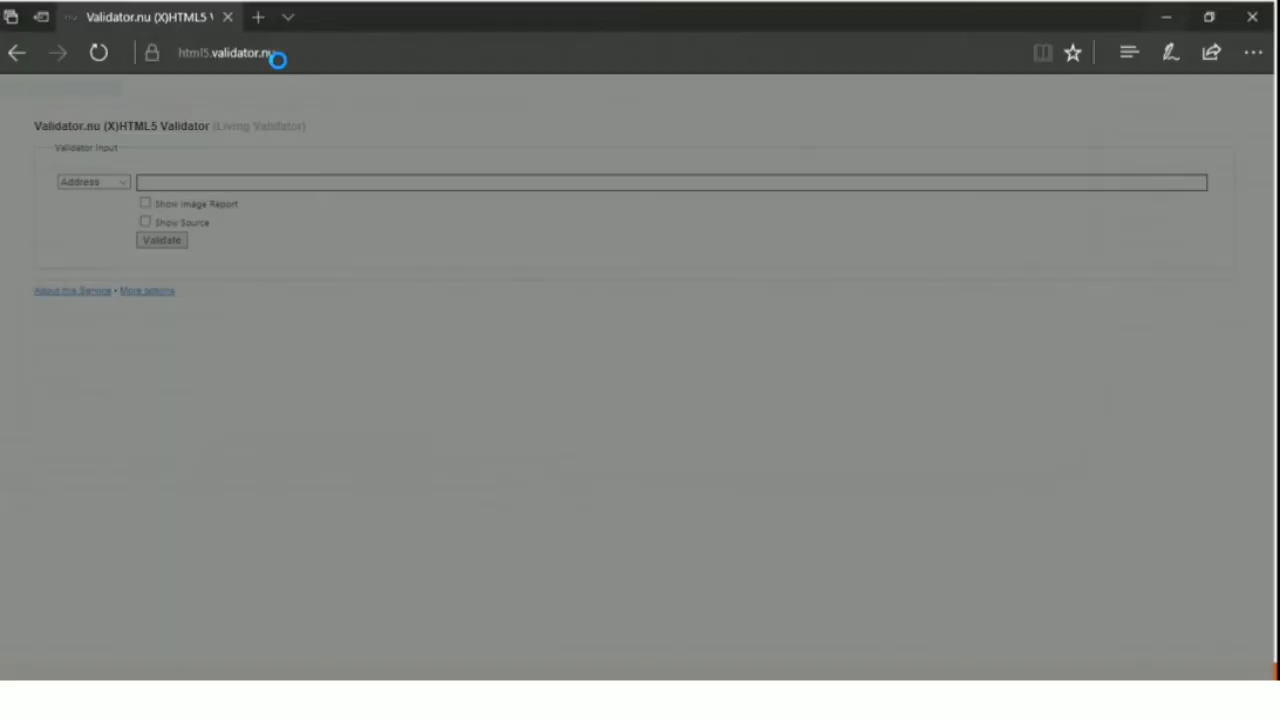 Validator.nu (X)HTML5 \
html5.validator.nu
Validator.nu (X)HTML5 Validator (Living Validator)
Validator Input
Address
Show Image Report
Show Source
Validate
About this Service • More options